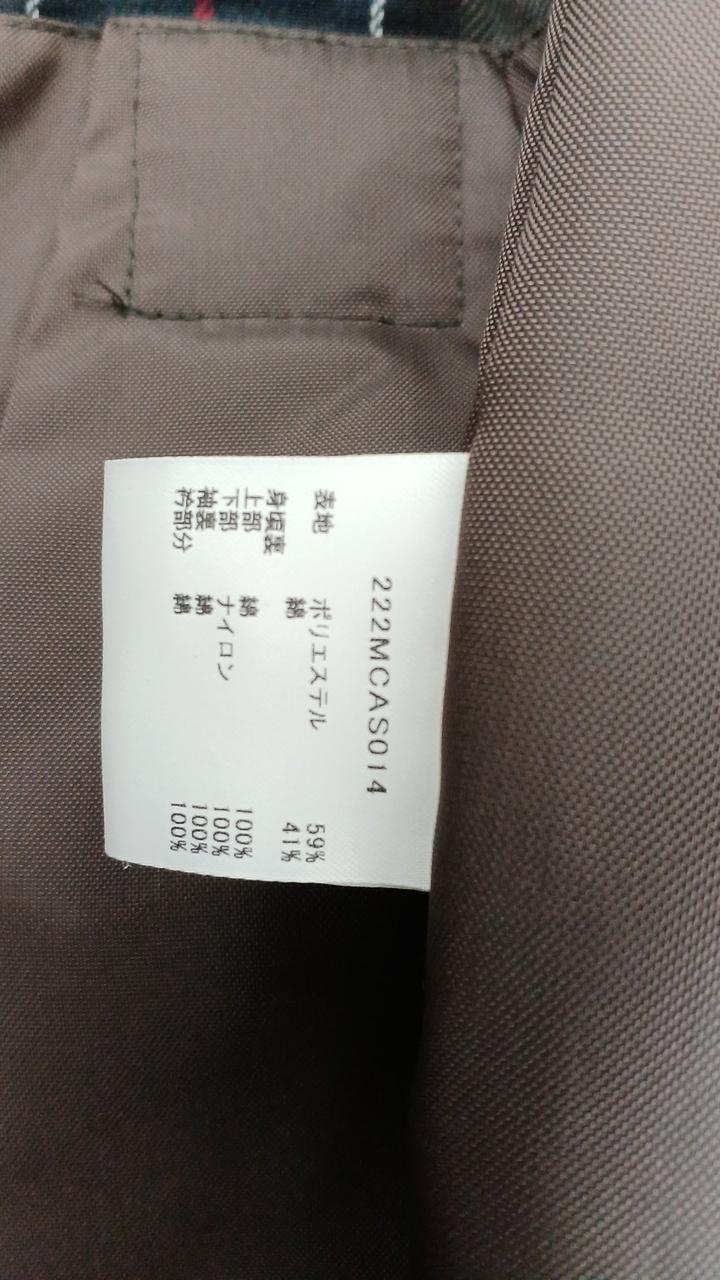 222MCAS014
表地 ポリエステル 59%
綿 41%
身頃裏
上部 綿 100%
下部 ナイロン 100%
袖裏 綿 100%
衿部分 綿 100%